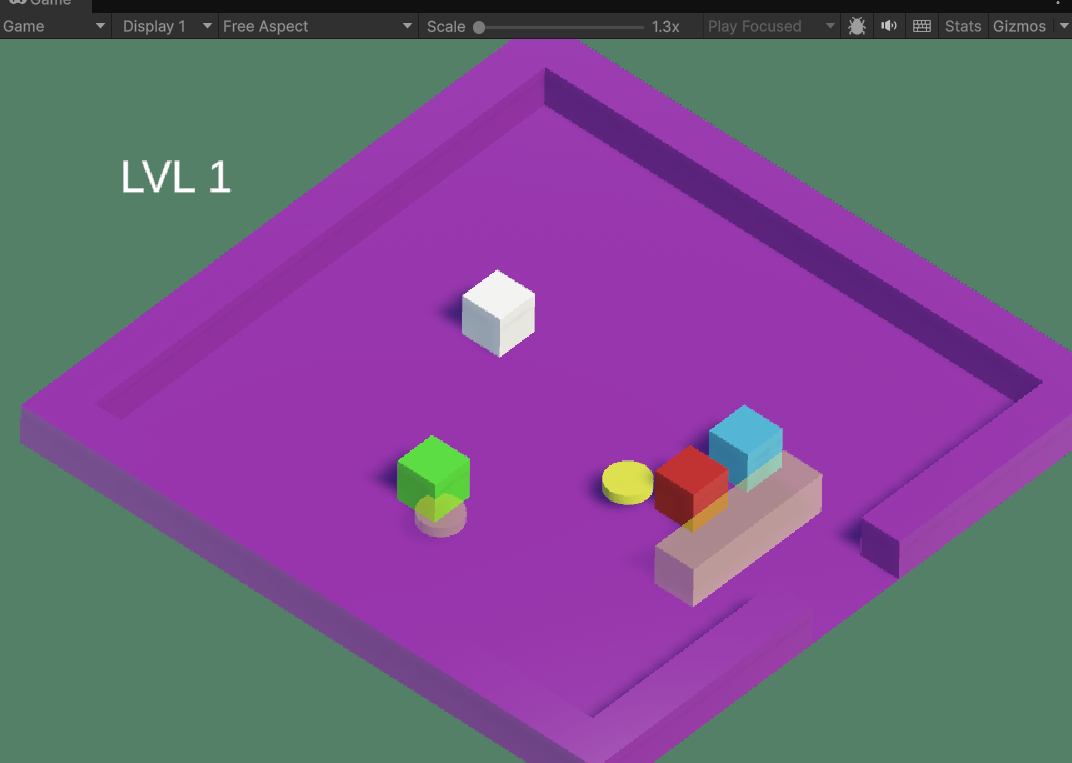 Game
Game Display 1 Free Aspect Scale 1.3x Play Focused Stats Gizmos
LVL 1